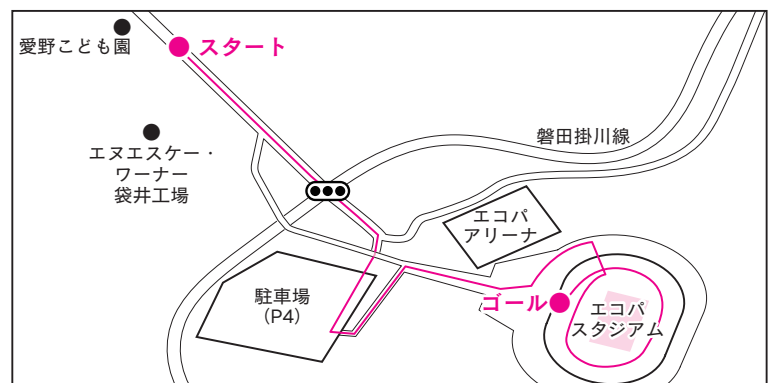 愛野こども園
スタート
エヌエスケー・
ワーナー
袋井工場
磐田掛川線
エコパ
アリーナ
駐車場
(P4)
ゴール
エコパ
スタジアム